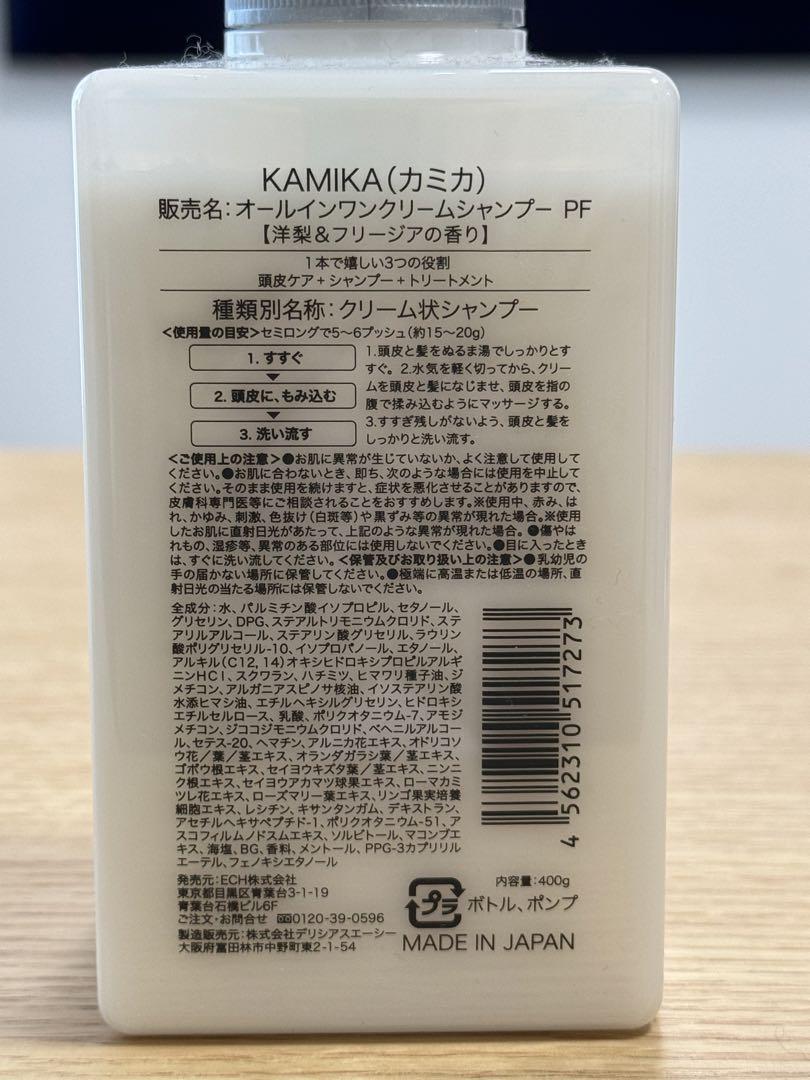 KAMIKA(カミカ)
販売名:オールインワンクリームシャンプー PF
【洋梨&フリージアの香り】
1本で嬉しい3つの役割
頭皮ケア+シャンプー+トリートメント
種類別名称:クリーム状シャンプー
<使用量の目安>セミロングで5〜6プッシュ(約15〜20g)
1. すすぐ
2. 頭皮に、もみ込む
3. 洗い流す
1.頭皮と髪をぬるま湯でしっかりとす
すぐ。2.水気を軽く切ってから、クリー
ムを頭皮と髪になじませ、頭皮を指の
腹で揉み込むようにマッサージする。
3.すすぎ残しがないよう、頭皮と髪を
しっかりと洗い流す。
<ご使用上の注意>●お肌に異常が生じていないか、よく注意して使用して
ください。●お肌に合わないとき、即ち、次のような場合には使用を中止して
ください。そのまま使用を続けますと、症状を悪化させることがありますので、
皮膚科専門医等にご相談されることをおすすめします。※使用中、赤み、は
れ、かゆみ、刺激、色抜け(白斑等)や黒ずみ等の異常が現れた場合。※使用
したお肌に直射日光があたって、上記のような異常が現れた場合。●傷やは
れもの、湿疹等、異常のある部位には使用しないでください。●目に入ったとき
は、すぐに洗い流してください。<保管及びお取り扱い上の注意>●乳幼児の
手の届かない場所に保管してください。●極端に高温または低温の場所、直
射日光の当たる場所には保管しないでください。
全成分:水、パルミチン酸イソプロピル、セタノール、
グリセリン、DPG、ステアルトリモニウムクロリド、ステ
アリルアルコール、ステアリン酸グリセリル、ラウリン
酸ポリグリセリル-10、イソプロパノール、エタノール、
アルキル(C12,14)オキシヒドロキシプロピルアルギ
ニンHCl、スクワラン、ハチミツ、ヒマワリ種子油、ジ
メチコン、アルガニアスピノサ核油、イソステアリン酸
水添ヒマシ油、エチルヘキシルグリセリン、ヒドロキシ
エチルセルロース、乳酸、ポリクオタニウム-7、アモジ
メチコン、ジココジモニウムクロリド、ベヘニルアルコー
ル、セテス-20、ヘマチン、アルニカ花エキス、オドリコソ
ウ花/葉/茎エキス、オランダガラシ葉/茎エキス、
ゴボウ根エキス、セイヨウキズタ葉/茎エキス、ニンニ
ク根エキス、セイヨウアカマツ球果エキス、ローマカミ
ツレ花エキス、ローズマリー葉エキス、リンゴ果実培養
細胞エキス、レシチン、キサンタンガム、デキストラン、
アセチルヘキサペプチド-1、ポリクオタニウム-51、ア
スコフィルムノドスムエキス、ソルビトール、マコンブエ
キス、海塩、BG、香料、メントール、PPG-3カプリリル
エーテル、フェノキシエタノール
4 562310 517273
発売元:ECH株式会社
東京都目黒区青葉台3-1-19
青葉台石橋ビル6F
ご注文・お問合せ 0120-39-0596
製造販売元:株式会社デリシアスエーシー
大阪府富田林市中野町東2-1-54
内容量:400g
プラ ボトル、ポンプ
MADE IN JAPAN